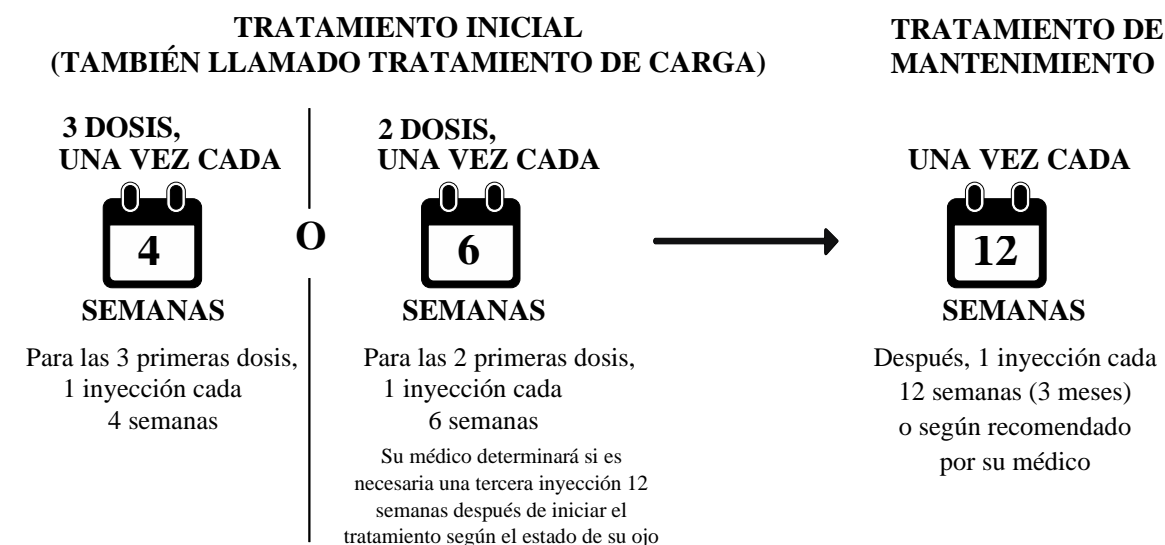 TRATAMIENTO INICIAL
(TAMBIÉN LLAMADO TRATAMIENTO DE CARGA)
3 DOSIS,
UNA VEZ CADA
4
SEMANAS
Para las 3 primeras dosis,
1 inyección cada
4 semanas
O
2 DOSIS,
UNA VEZ CADA
6
SEMANAS
Para las 2 primeras dosis,
1 inyección cada
6 semanas
Su médico determinará si es
necesaria una tercera inyección 12
semanas después de iniciar el
tratamiento según el estado de su ojo
TRATAMIENTO DE
MANTENIMIENTO
UNA VEZ CADA
12
SEMANAS
Después, 1 inyección cada
12 semanas (3 meses)
o según recomendado
por su médico